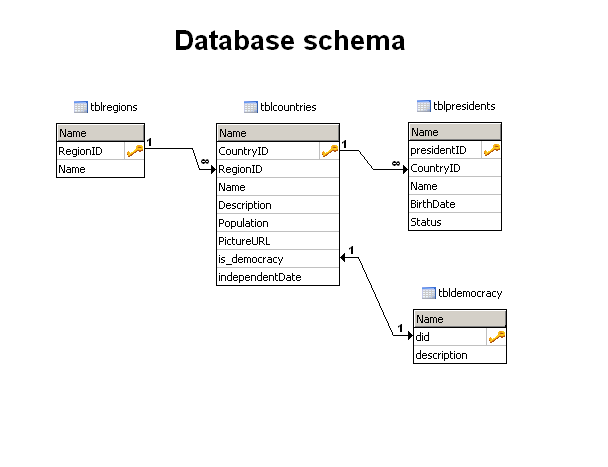 Database schema
tblregions
Name
RegionID
Name
1
∞
tblcountries
Name
CountryID
RegionID
Name
Description
Population
PictureURL
is_democracy
independentDate
1
∞
tblpresidents
Name
presidentID
CountryID
Name
BirthDate
Status
1
1
tbldemocracy
Name
did
description